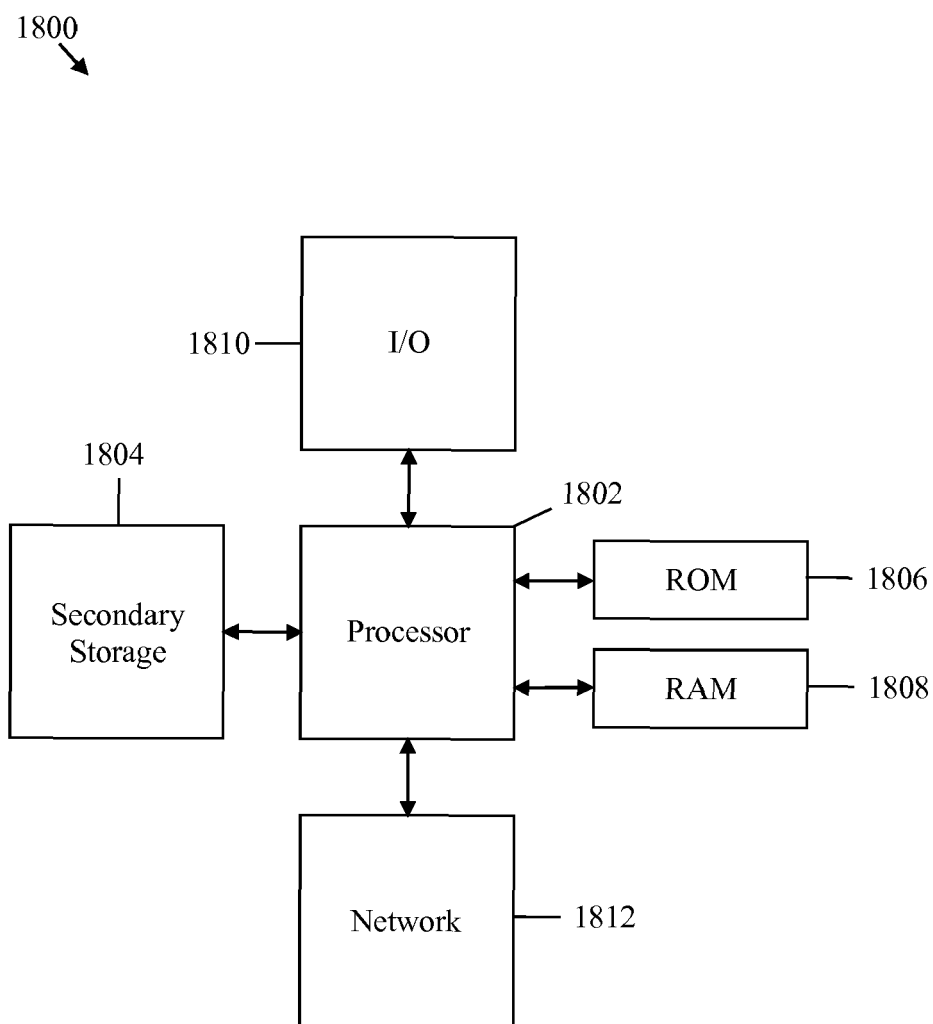 1800
I/O
1810
1804
1802
Secondary
Storage
Processor
ROM
1806
RAM
1808
Network
1812